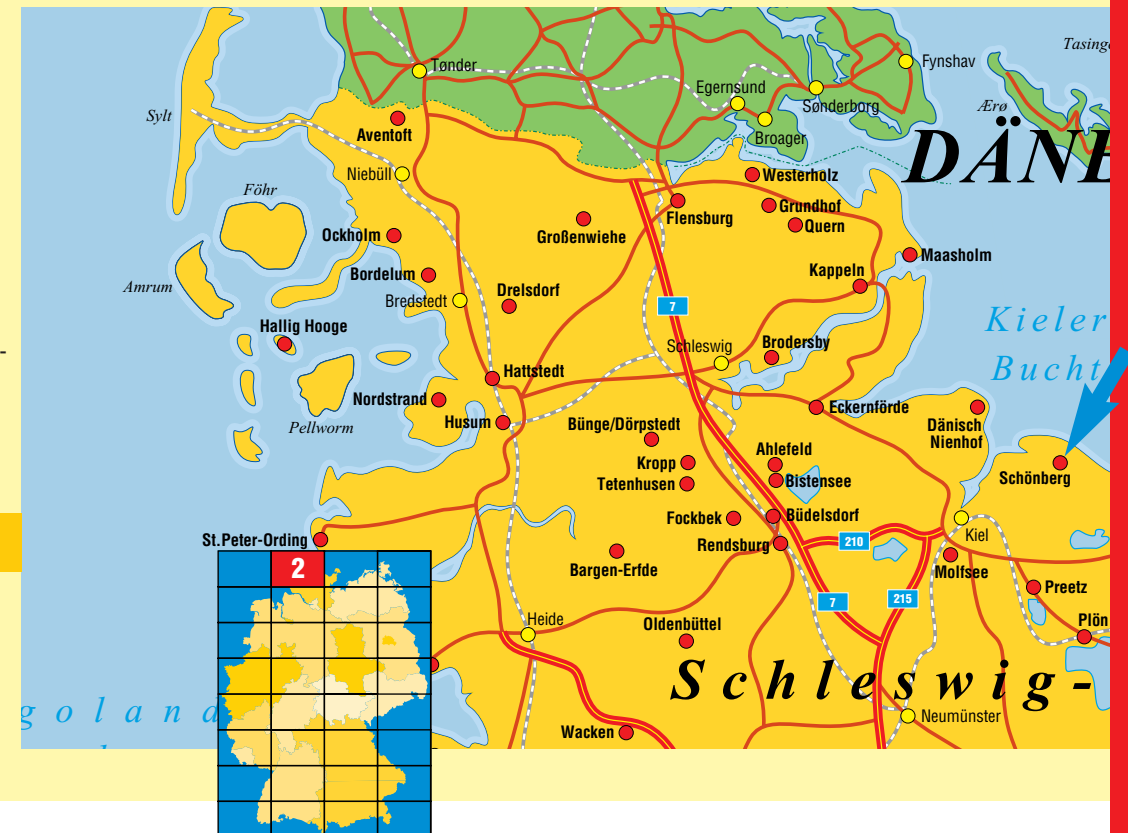 Tasing
Fynshav
Tønder
Egernsund
Sønderborg
Ærø
Sylt
Aventoft
Broager
DÄNE
Niebüll
Westerholz
Föhr
Grundhof
Flensburg
Quern
Ockholm
Großenwiehe
Maasholm
Bordelum
Kappeln
Amrum
Drelsdorf
Bredstedt
7
Kieler
Hallig Hooge
Schleswig
Brodersby
Bucht
Hattstedt
Nordstrand
Eckernförde
Pellworm
Husum
Bünge/Dörpstedt
Dänisch
Nienhof
Ahlefeld
Kropp
Tetenhusen
Bistensee
Schönberg
Fockbek
Büdelsdorf
St.Peter-Ording
Rendsburg
210
Kiel
2
Bargen-Erfde
Molfsee
Preetz
7
215
Heide
Oldenbüttel
Plön
Schleswig-
goland
Neumünster
Wacken